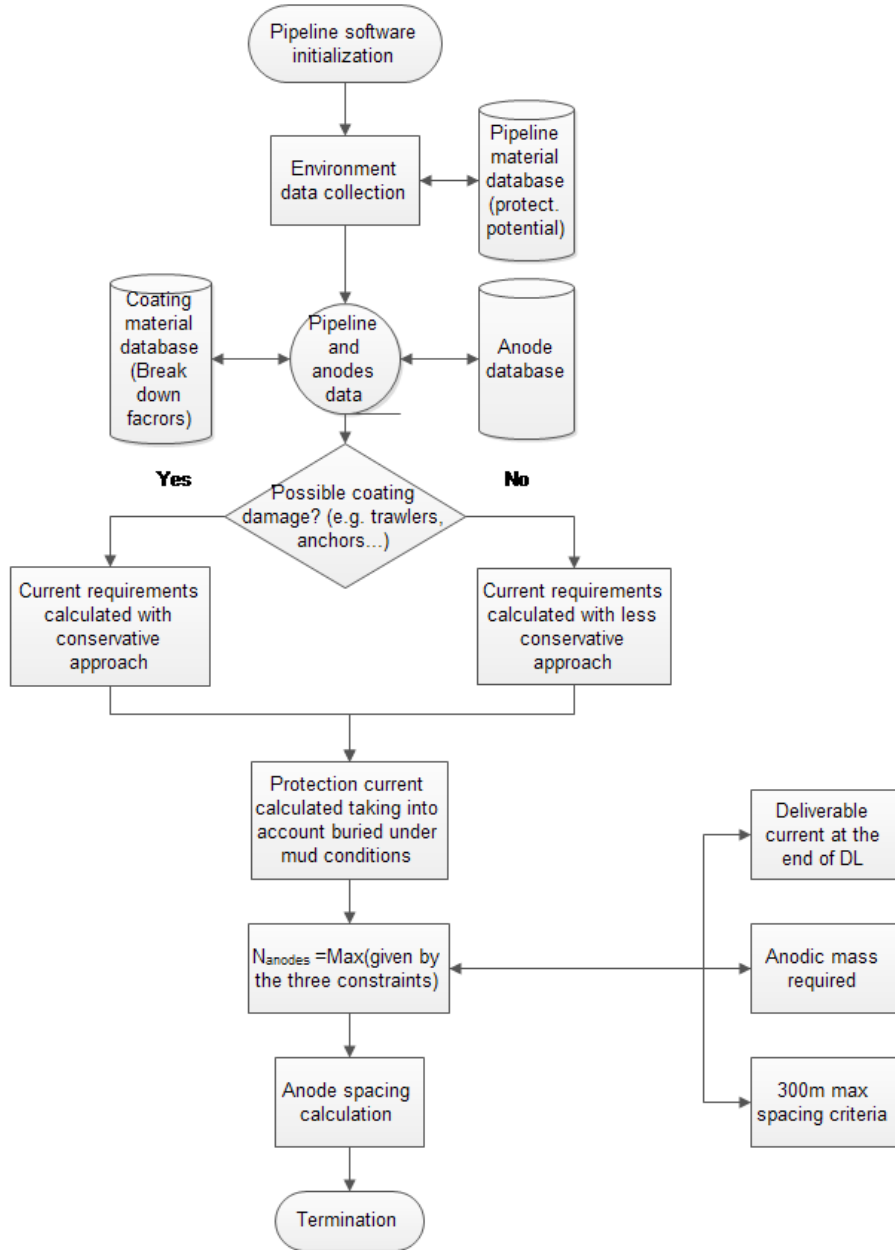 Pipeline software
initialization
Environment
data collection
Pipeline
material
database
(protect.
potential)
Coating
material
database
(Break
down
facrors)
Pipeline
and
anodes
data
Anode
database
Yes
No
Possible coating
damage? (e.g. trawlers,
anchors...)
Current requirements
calculated with
conservative
approach
Current requirements
calculated with less
conservative
approach
Protection current
calculated taking into
account buried under
mud conditions
Deliverable
current at the
end of DL
Nanodes =Max(given by
the three constraints)
Anodic mass
required
Anode spacing
calculation
300m max
spacing criteria
Termination